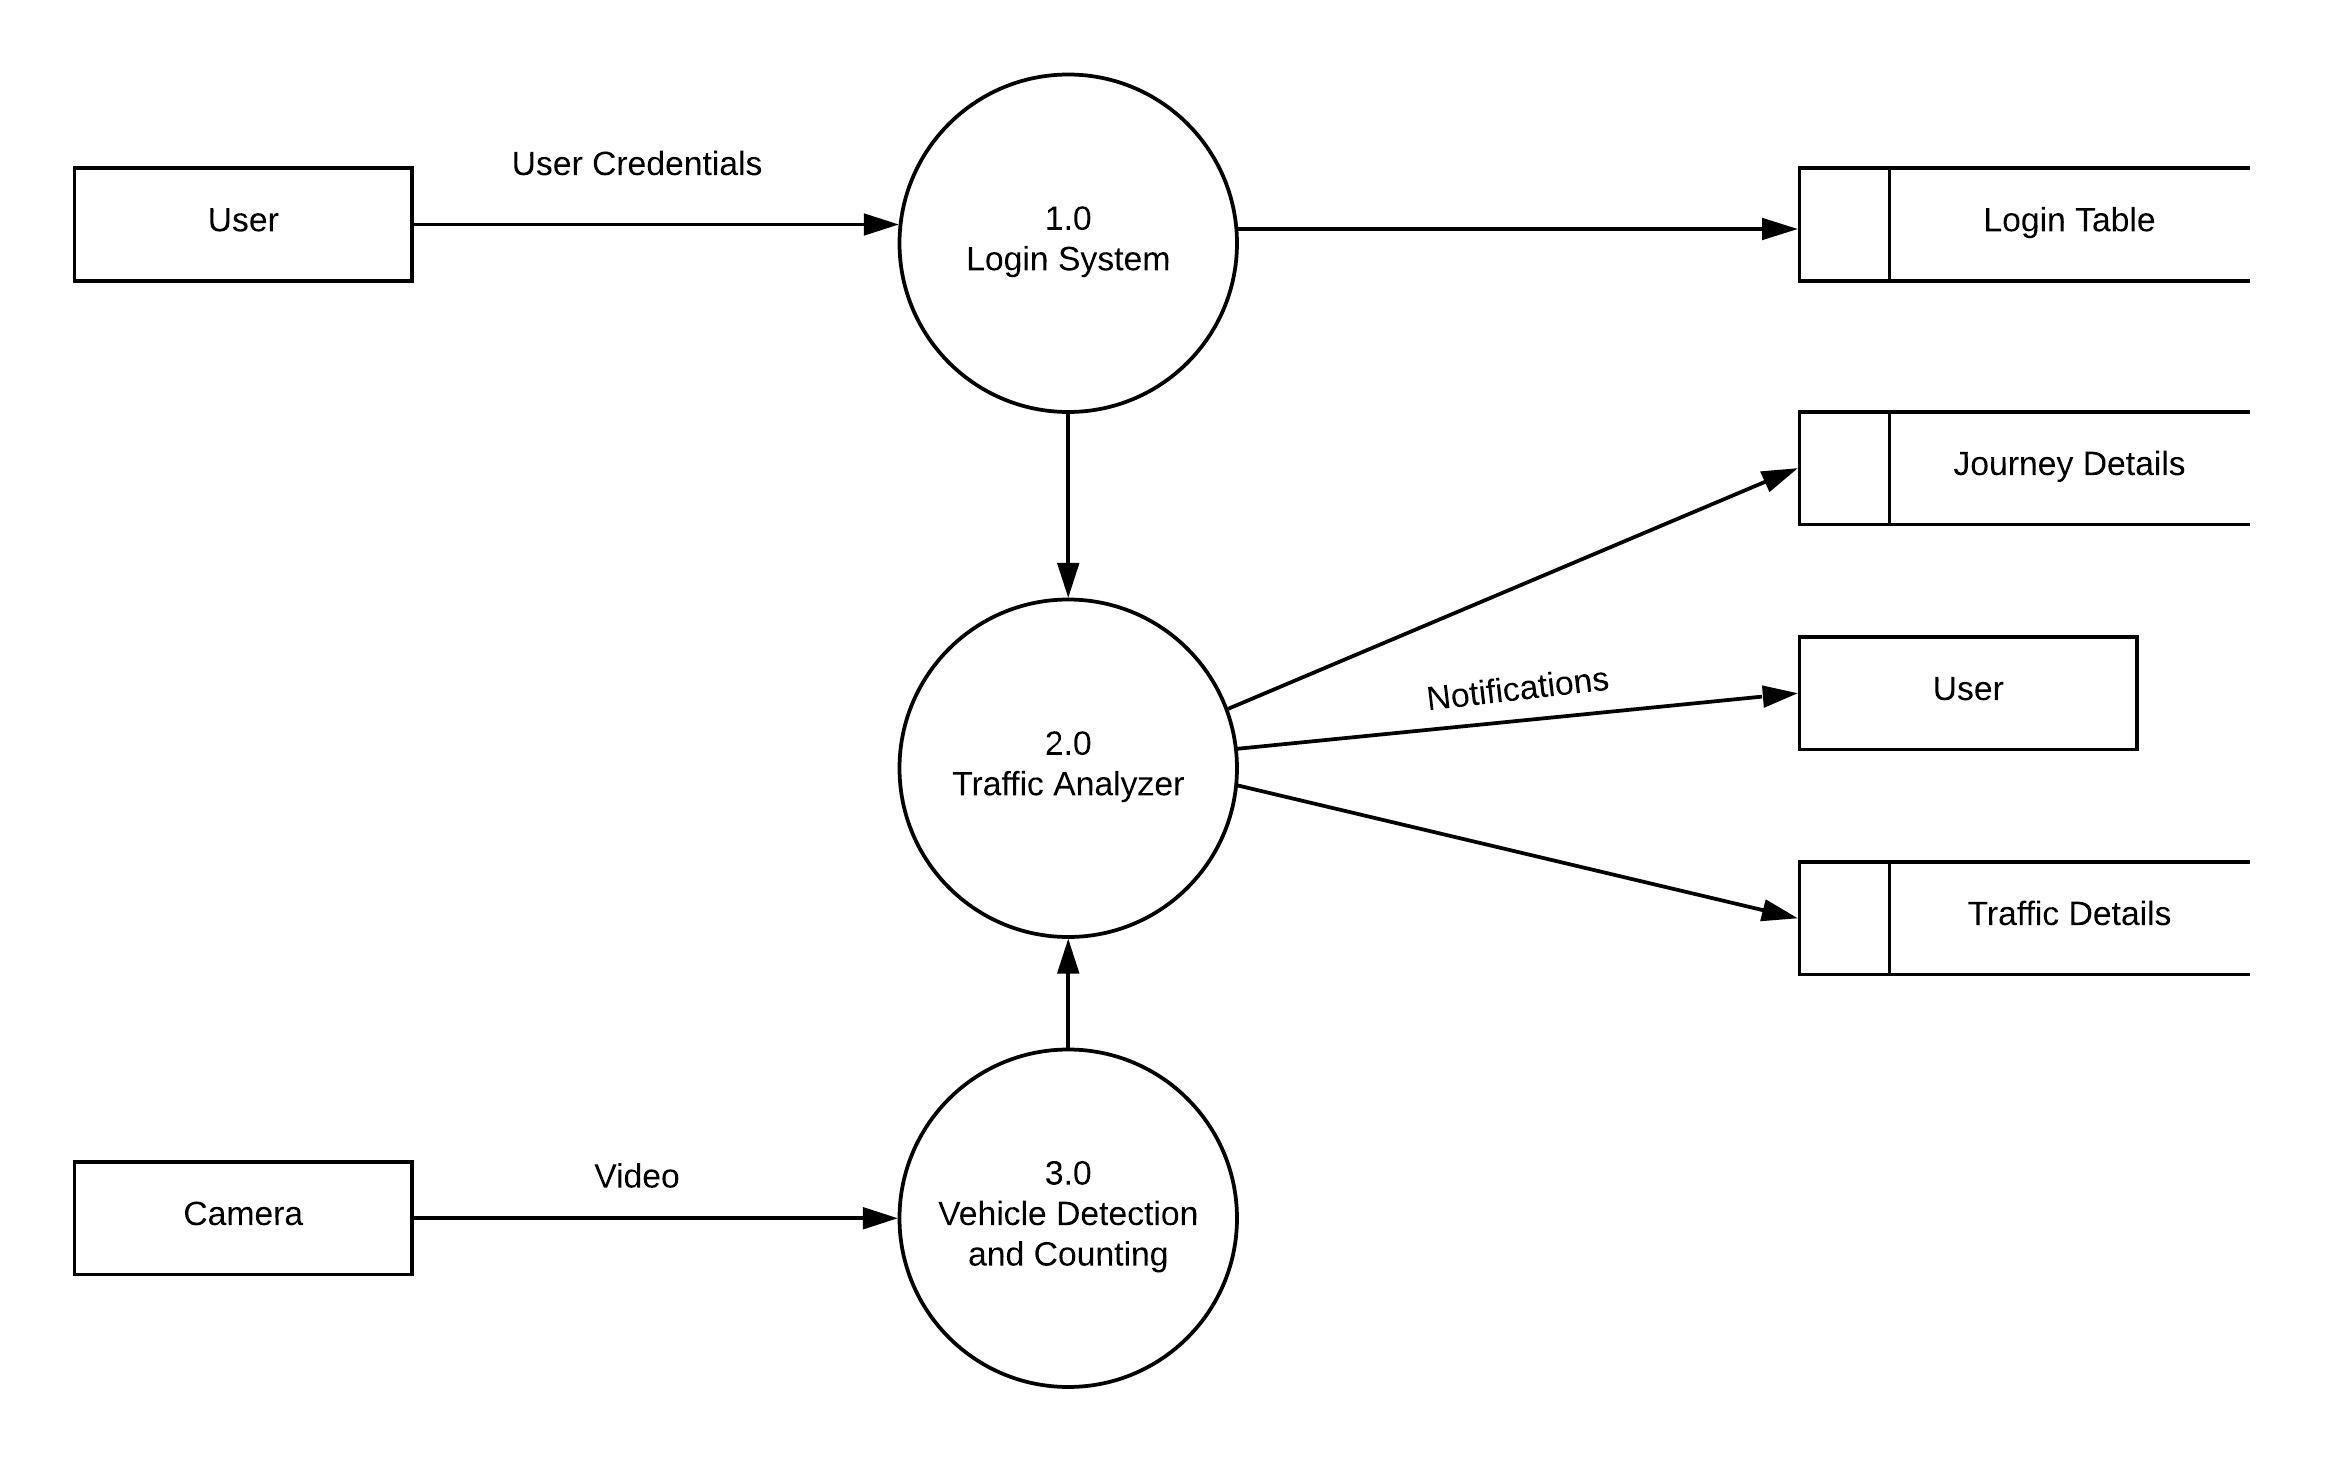 User Credentials
User
1.0
Login System
Login Table
Journey Details
Notifications
User
2.0
Traffic Analyzer
Traffic Details
Video
Camera
3.0
Vehicle Detection
and Counting